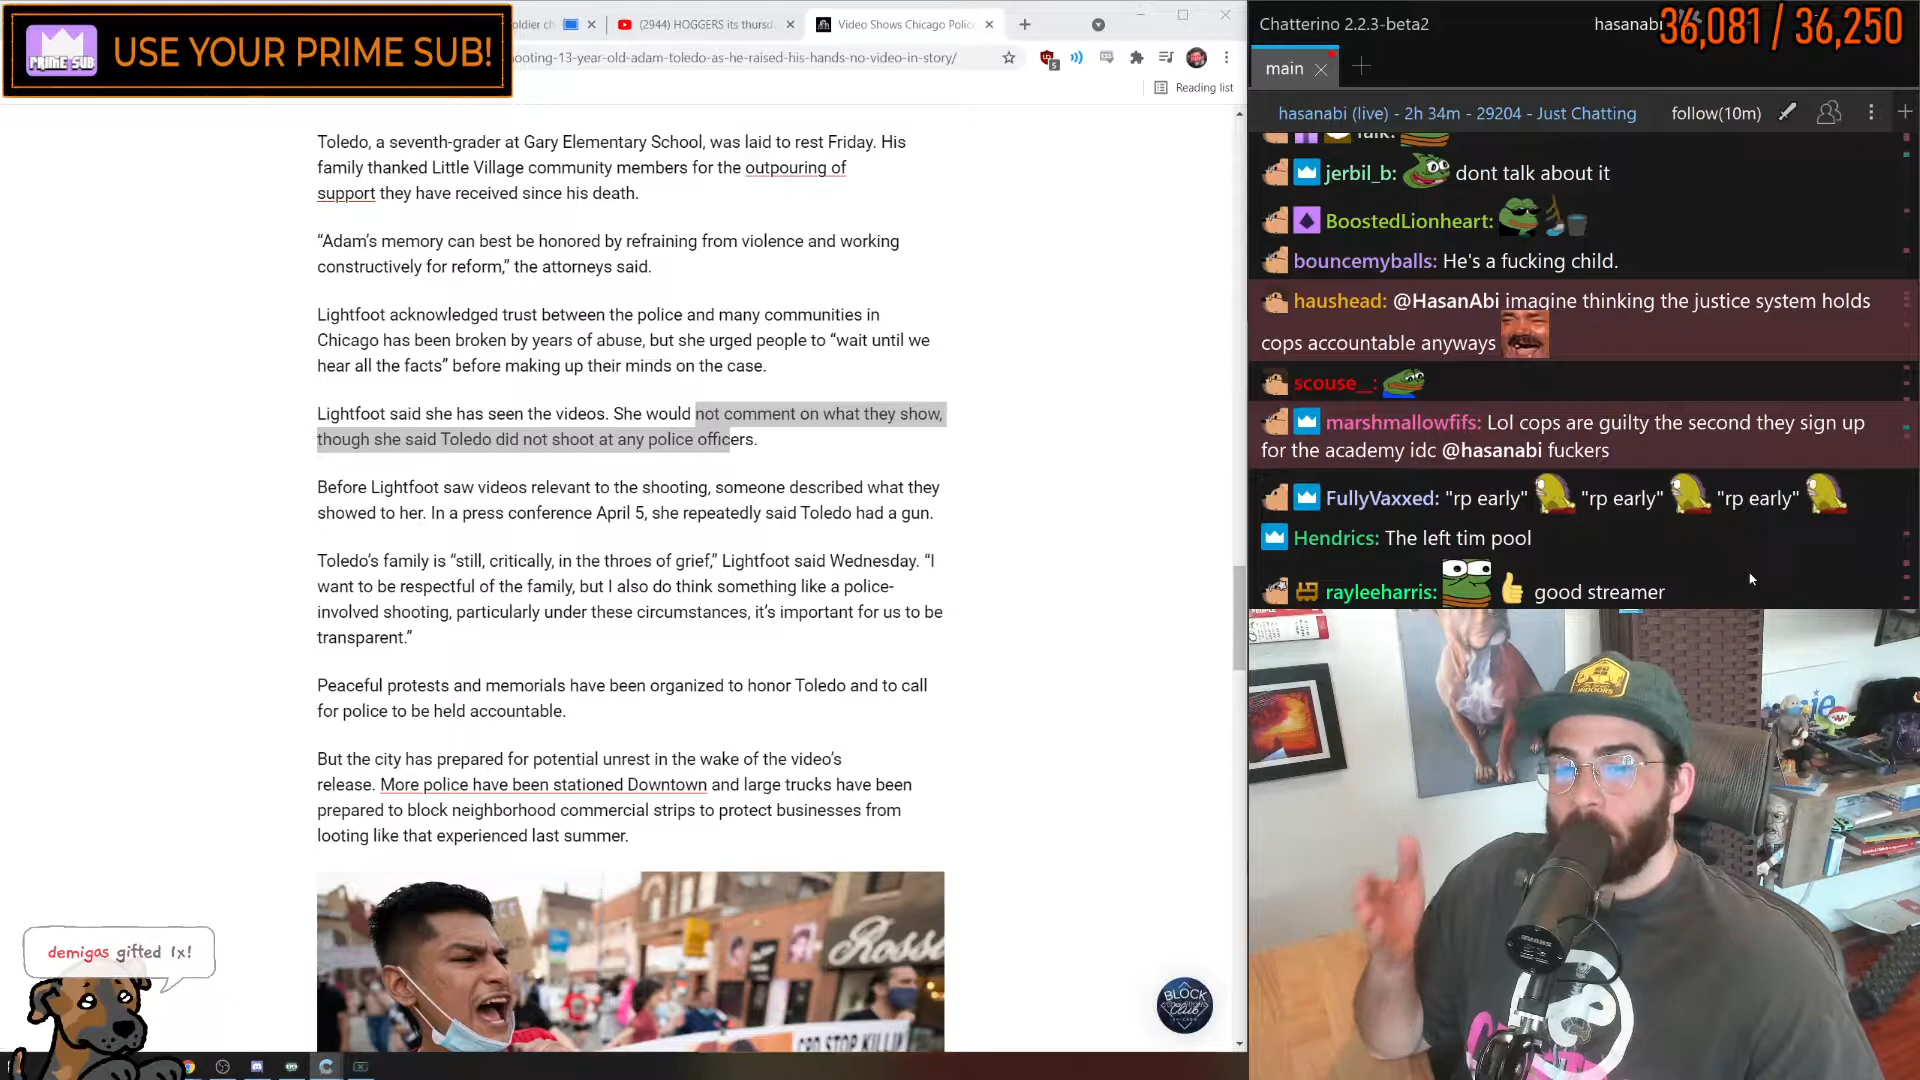 PRIME SUB
USE YOUR PRIME SUB!
oldier ch
(2944) HOGGERS its thursd
Video Shows Chicago Polic
ooting-13-year-old-adam-toledo-as-he-raised-his-hands-no-video-in-story/
5
Reading list
Toledo, a seventh-grader at Gary Elementary School, was laid to rest Friday. His
family thanked Little Village community members for the outpouring of
support they have received since his death.
“Adam’s memory can best be honored by refraining from violence and working
constructively for reform,” the attorneys said.
Lightfoot acknowledged trust between the police and many communities in
Chicago has been broken by years of abuse, but she urged people to “wait until we
hear all the facts” before making up their minds on the case.
Lightfoot said she has seen the videos. She would not comment on what they show,
though she said Toledo did not shoot at any police officers.
Before Lightfoot saw videos relevant to the shooting, someone described what they
showed to her. In a press conference April 5, she repeatedly said Toledo had a gun.
Toledo’s family is “still, critically, in the throes of grief,” Lightfoot said Wednesday. “I
want to be respectful of the family, but I also do think something like a police-
involved shooting, particularly under these circumstances, it’s important for us to be
transparent.”
Peaceful protests and memorials have been organized to honor Toledo and to call
for police to be held accountable.
But the city has prepared for potential unrest in the wake of the video’s
release. More police have been stationed Downtown and large trucks have been
prepared to block neighborhood commercial strips to protect businesses from
looting like that experienced last summer.
Ross
CPD STOP KILLIN
BLOCK
CLUB
CHICAGO
demigas gifted 1x!
Chatterino 2.2.3-beta2
hasanabi
36,081 / 36,250
main
hasanabi (live) - 2h 34m - 29204 - Just Chatting
follow(10m)
jerbil_b: dont talk about it
BoostedLionheart:
bouncemyballs: He's a fucking child.
haushead: @HasanAbi imagine thinking the justice system holds
cops accountable anyways
scouse__:
marshmallowfifs: Lol cops are guilty the second they sign up
for the academy idc @hasanabi fuckers
FullyVaxxed: "rp early" "rp early" "rp early"
Hendrics: The left tim pool
rayleeharris: good streamer
INDOORS